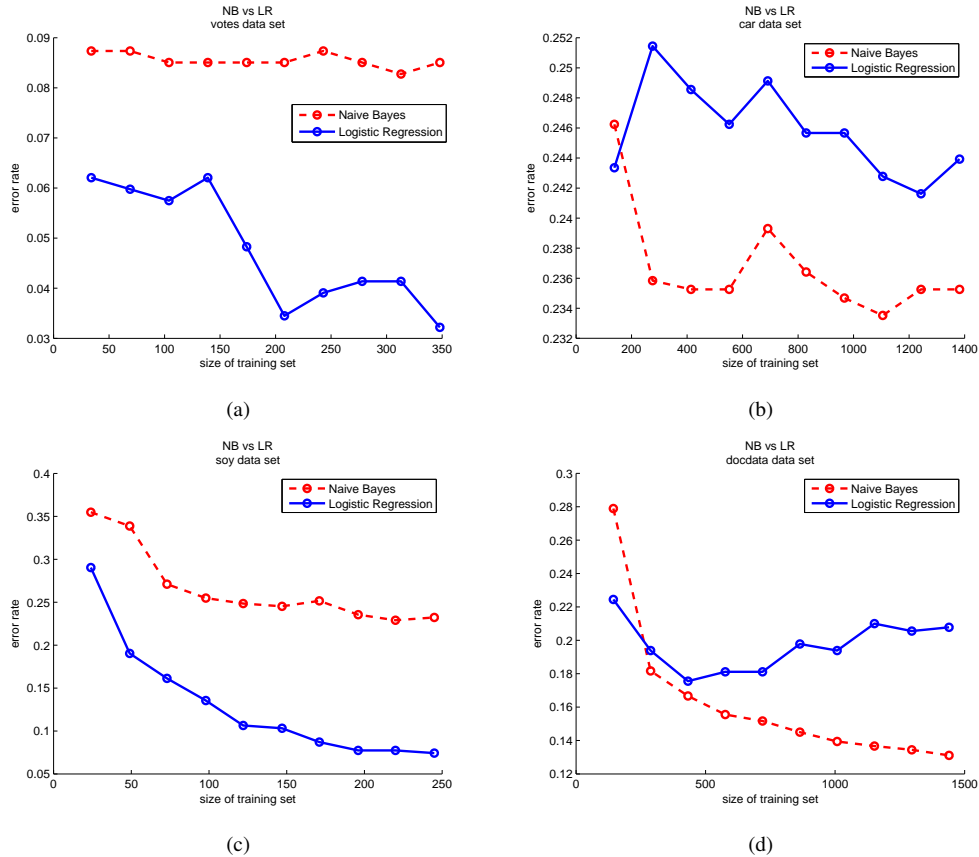 NB vs LR
votes data set
0.09
0.08
0.07
0.06
0.05
0.04
0.03
error rate
Naive Bayes
Logistic Regression
0 50 100 150 200 250 300 350
size of training set
(a)
NB vs LR
car data set
0.252
0.25
0.248
0.246
0.244
0.242
0.24
0.238
0.236
0.234
0.232
error rate
Naive Bayes
Logistic Regression
0 200 400 600 800 1000 1200 1400
size of training set
(b)
NB vs LR
soy data set
0.4
0.35
0.3
0.25
0.2
0.15
0.1
0.05
error rate
Naive Bayes
Logistic Regression
0 50 100 150 200 250
size of training set
(c)
NB vs LR
docdata data set
0.3
0.28
0.26
0.24
0.22
0.2
0.18
0.16
0.14
0.12
error rate
Naive Bayes
Logistic Regression
0 500 1000 1500
size of training set
(d)